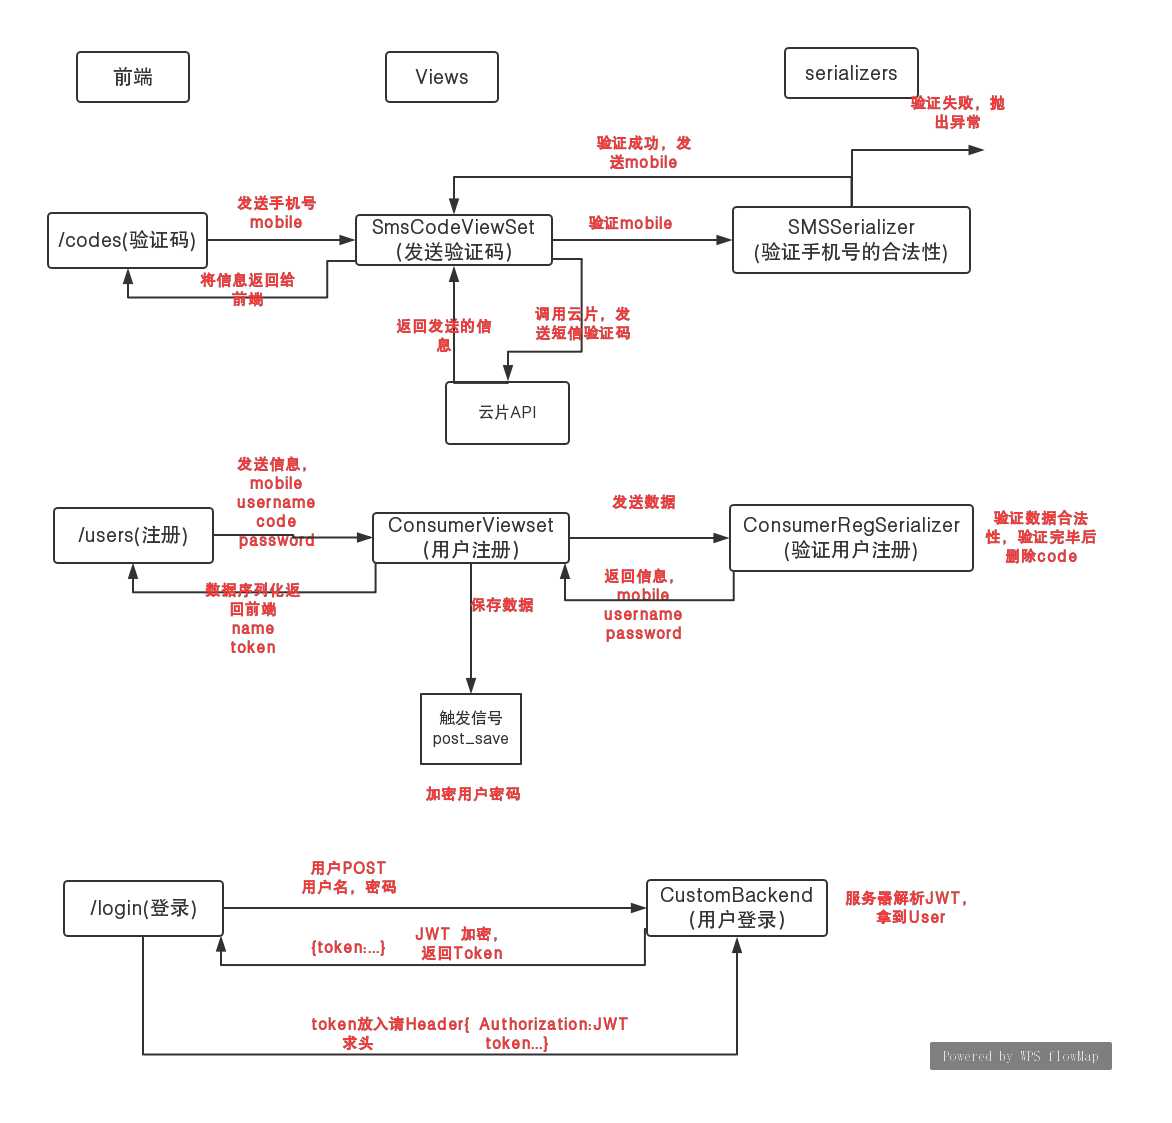 前端
Views
serializers
验证失败，抛
出异常
验证成功，发
送mobile
发送手机号
mobile
/codes(验证码)
SmsCodeViewSet
(发送验证码)
验证mobile
SMSSerializer
(验证手机号的合法性)
将信息返回给
前端
返回发送的信
息
调用云片，发
送短信验证码
云片API
发送信息，
mobile
username
code
password
/users(注册)
ConsumerViewset
(用户注册)
发送数据
ConsumerRegSerializer
(验证用户注册)
验证数据合法
性，验证完毕后
删除code
数据序列化返
回前端
name
token
保存数据
返回信息，
mobile
username
password
触发信号
post_save
加密用户密码
用户POST
用户名，密码
/login(登录)
CustomBackend
(用户登录)
服务器解析JWT，
拿到User
{token:...}
JWT 加密，
返回Token
token放入请
求头
Header{ Authorization:JWT
token...}
Powered by WPS flowMap